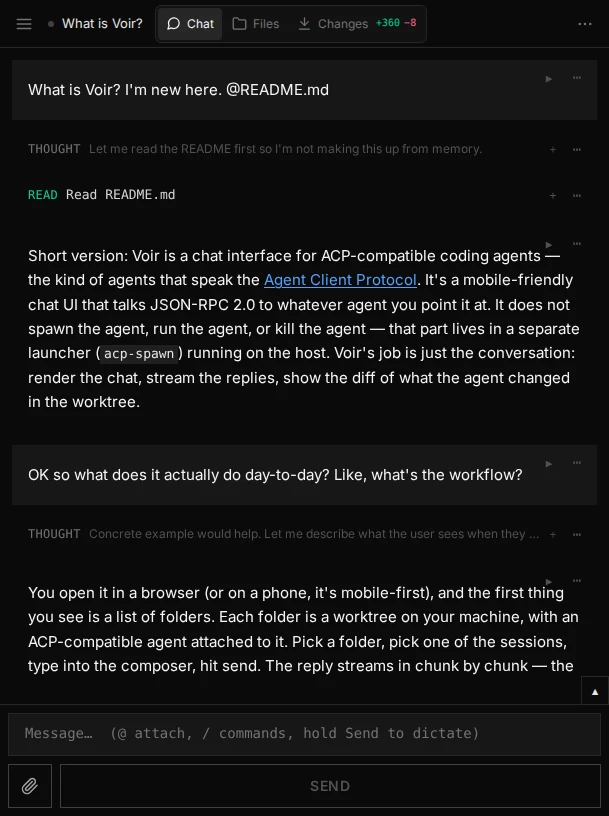 What is Voir? Chat Files Changes +360 −8 ···
What is Voir? I'm new here. @README.md
THOUGHT Let me read the README first so I'm not making this up from memory. + ···
READ Read README.md + ···
Short version: Voir is a chat interface for ACP-compatible coding agents —
the kind of agents that speak the Agent Client Protocol. It's a mobile-friendly
chat UI that talks JSON-RPC 2.0 to whatever agent you point it at. It does not
spawn the agent, run the agent, or kill the agent — that part lives in a separate
launcher (acp-spawn) running on the host. Voir's job is just the conversation:
render the chat, stream the replies, show the diff of what the agent changed
in the worktree.
OK so what does it actually do day-to-day? Like, what's the workflow?
THOUGHT Concrete example would help. Let me describe what the user sees when they ... + ···
You open it in a browser (or on a phone, it's mobile-first), and the first thing
you see is a list of folders. Each folder is a worktree on your machine, with an
ACP-compatible agent attached to it. Pick a folder, pick one of the sessions,
type into the composer, hit send. The reply streams in chunk by chunk — the
Message… (@ attach, / commands, hold Send to dictate)
SEND